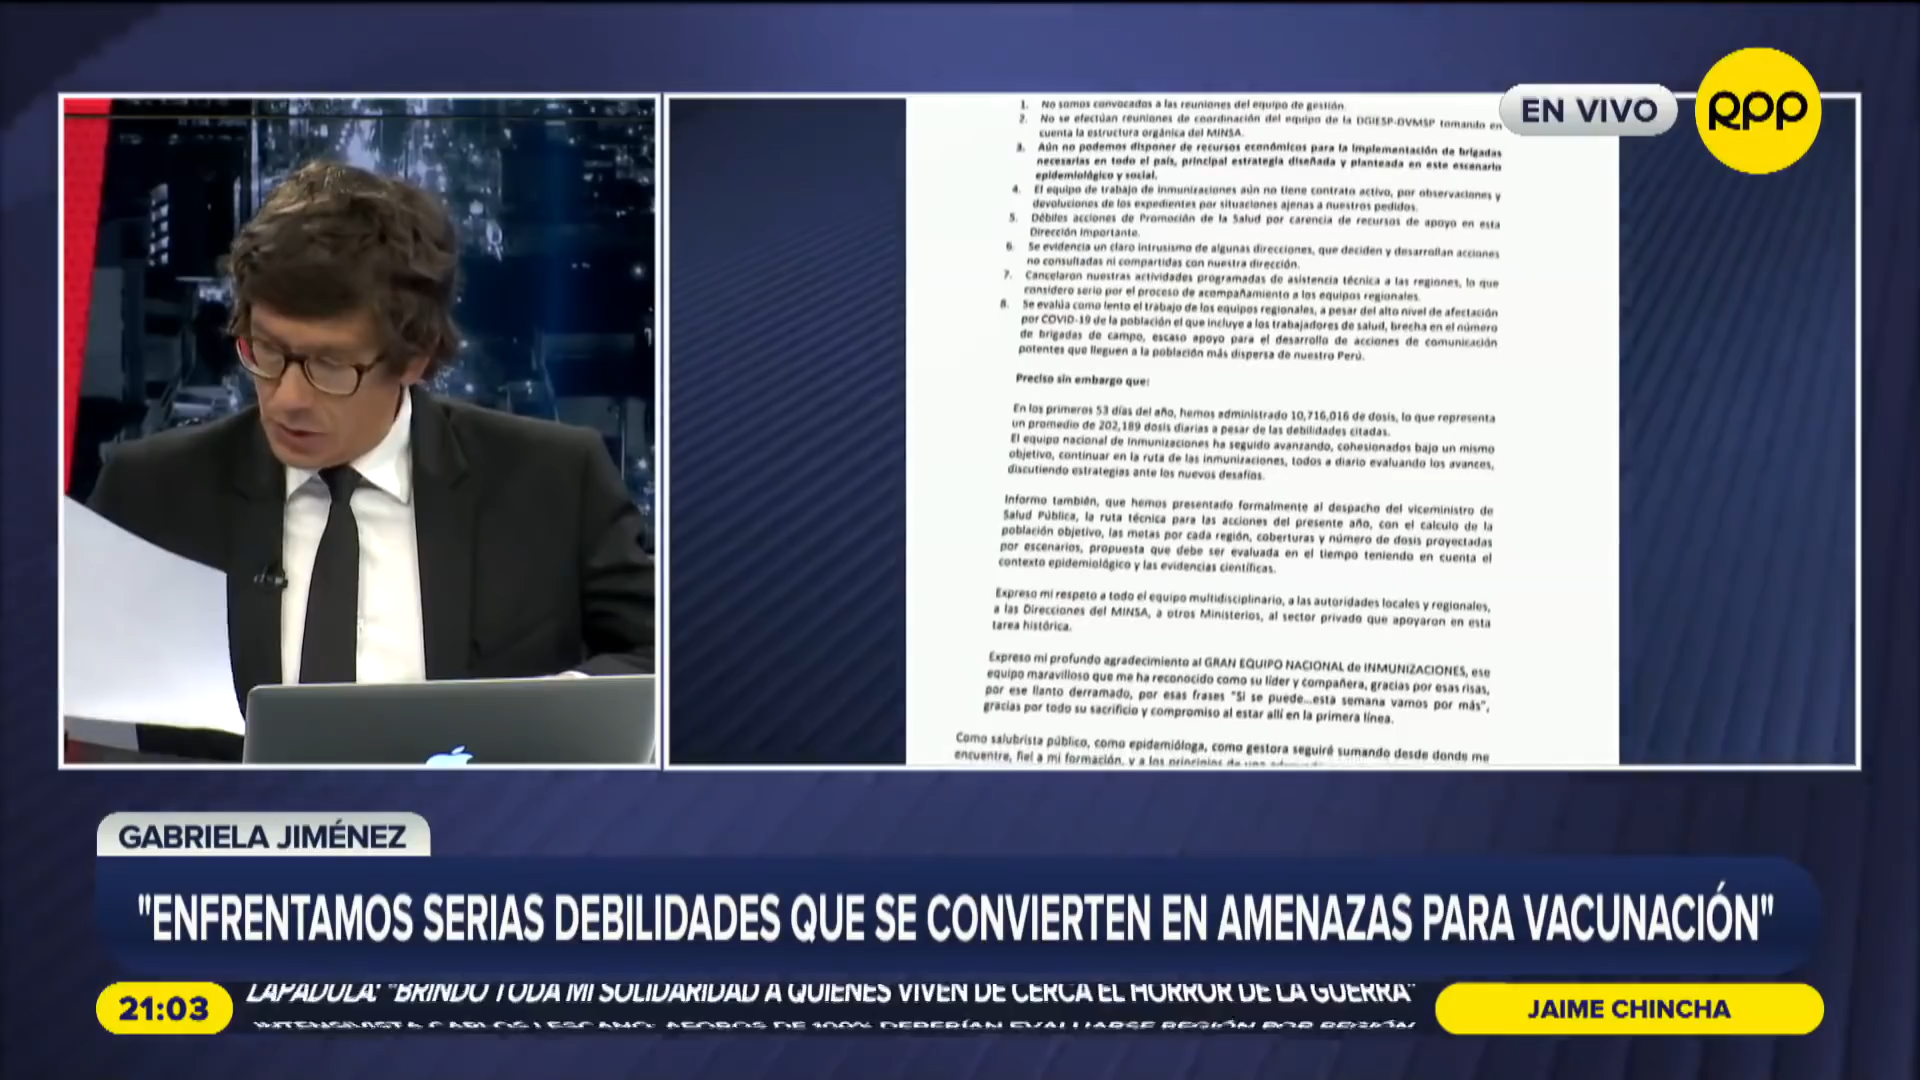 EN VIVO
rpp
1. No somos convocados a las reuniones del equipo de gestión.
2. No se efectúan reuniones de coordinación del equipo de la DGIESP-DVMSP tomando en
cuenta la estructura orgánica del MINSA.
3. Aún no podemos disponer de recursos económicos para la implementación de brigadas
necesarias en todo el país, principal estrategia diseñada y planteada en este escenario
epidemiológico y social.
4. El equipo de trabajo de inmunizaciones aún no tiene contrato activo, por observaciones y
devoluciones de los expedientes por situaciones ajenas a nuestros pedidos.
5. Débiles acciones de Promoción de la Salud por carencia de recursos de apoyo en esta
Dirección Importante.
6. Se evidencia un claro intrusismo de algunas direcciones, que deciden y desarrollan acciones
no consultadas ni compartidas con nuestra dirección.
7. Cancelaron nuestras actividades programadas de asistencia técnica a las regiones, lo que
considero serio por el proceso de acompañamiento a los equipos regionales.
8. Se evalúa como lento el trabajo de los equipos regionales, a pesar del alto nivel de afectación
por COVID-19 de la población el que incluye a los trabajadores de salud, brecha en el número
de brigadas de campo, escaso apoyo para el desarrollo de acciones de comunicación
potentes que lleguen a la población más dispersa de nuestro Perú.
Preciso sin embargo que:
En los primeros 53 días del año, hemos administrado 10,716,016 de dosis, lo que representa
un promedio de 202,189 dosis diarias a pesar de las debilidades citadas.
El equipo nacional de Inmunizaciones ha seguido avanzando, cohesionados bajo un mismo
objetivo, continuar en la ruta de las inmunizaciones, todos a diario evaluando los avances,
discutiendo estrategias ante los nuevos desafíos.
Informo también, que hemos presentado formalmente al despacho del viceministro de
Salud Pública, la ruta técnica para las acciones del presente año, con el calculo de la
población objetivo, las metas por cada región, coberturas y número de dosis proyectadas
por escenarios, propuesta que debe ser evaluada en el tiempo teniendo en cuenta el
contexto epidemiológico y las evidencias científicas.
Expreso mi respeto a todo el equipo multidisciplinario, a las autoridades locales y regionales,
a las Direcciones del MINSA, a otros Ministerios, al sector privado que apoyaron en esta
tarea histórica.
Expreso mi profundo agradecimiento al GRAN EQUIPO NACIONAL de INMUNIZACIONES, ese
equipo maravilloso que me ha reconocido como su líder y compañera, gracias por esas risas,
por ese llanto derramado, por esas frases "Si se puede...esta semana vamos por más",
gracias por todo su sacrificio y compromiso al estar allí en la primera línea.
Como salubrista público, como epidemióloga, como gestora seguiré sumando desde donde me
encuentre, fiel a mi formación, y a los principios de una
GABRIELA JIMÉNEZ
"ENFRENTAMOS SERIAS DEBILIDADES QUE SE CONVIERTEN EN AMENAZAS PARA VACUNACIÓN"
21:03
LAPADULA: "BRINDO TODA MI SOLIDARIDAD A QUIENES VIVEN DE CERCA EL HORROR DE LA GUERRA"
INTENSIVISTA CARLOS LESCANO: AFOROS DE 100% DEBERÍAN EVALUARSE REGIÓN POR REGIÓN
JAIME CHINCHA